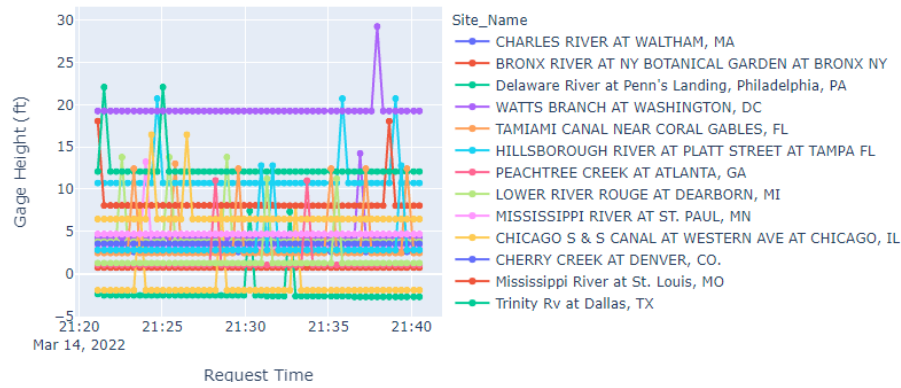 Gage Height (ft)
30
25
20
15
10
5
0
−5
21:20
21:25
21:30
21:35
21:40
Mar 14, 2022
Request Time
Site_Name
CHARLES RIVER AT WALTHAM, MA
BRONX RIVER AT NY BOTANICAL GARDEN AT BRONX NY
Delaware River at Penn's Landing, Philadelphia, PA
WATTS BRANCH AT WASHINGTON, DC
TAMIAMI CANAL NEAR CORAL GABLES, FL
HILLSBOROUGH RIVER AT PLATT STREET AT TAMPA FL
PEACHTREE CREEK AT ATLANTA, GA
LOWER RIVER ROUGE AT DEARBORN, MI
MISSISSIPPI RIVER AT ST. PAUL, MN
CHICAGO S & S CANAL AT WESTERN AVE AT CHICAGO, IL
CHERRY CREEK AT DENVER, CO.
Mississippi River at St. Louis, MO
Trinity Rv at Dallas, TX